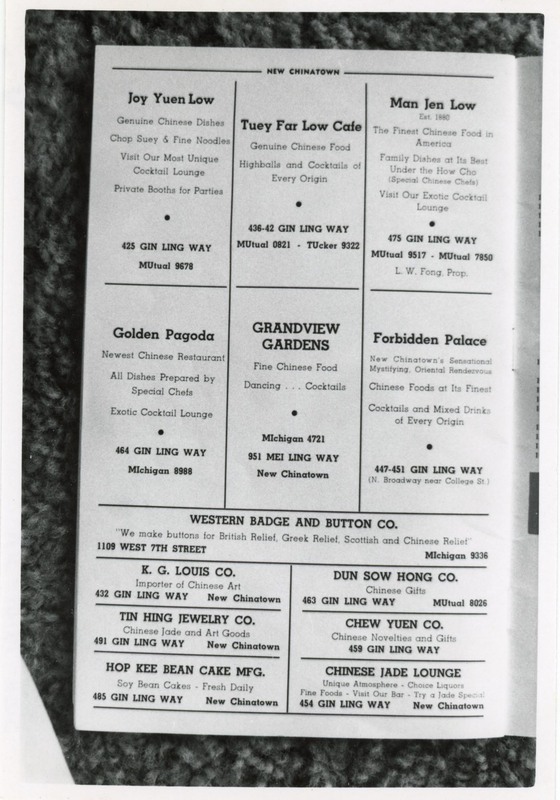 NEW CHINATOWN
Joy Yuen Low
Genuine Chinese Dishes
Chop Suey & Fine Noodles
Visit Our Most Unique
Cocktail Lounge
Private Booths for Parties
425 GIN LING WAY
MUtual 9678
Tuey Far Low Cafe
Genuine Chinese Food
Highballs and Cocktails of
Every Origin
436-42 GIN LING WAY
MUtual 0821 - TUcker 9322
Man Jen Low
Est. 1880
The Finest Chinese Food in
America
Family Dishes at Its Best
Under the How Cho
(Special Chinese Chefs)
Visit Our Exotic Cocktail
Lounge
475 GIN LING WAY
MUtual 9517 - MUtual 7850
L. W. Fong, Prop.
Golden Pagoda
Newest Chinese Restaurant
All Dishes Prepared by
Special Chefs
Exotic Cocktail Lounge
464 GIN LING WAY
MIchigan 8988
GRANDVIEW
GARDENS
Fine Chinese Food
Dancing . . . Cocktails
MIchigan 4721
951 MEI LING WAY
New Chinatown
Forbidden Palace
New Chinatown's Sensational
Mystifying, Oriental Rendezvous
Chinese Foods at Its Finest
Cocktails and Mixed Drinks
of Every Origin
447-451 GIN LING WAY
(N. Broadway near College St.)
WESTERN BADGE AND BUTTON CO.
"We make buttons for British Relief, Greek Relief, Scottish and Chinese Relief"
1109 WEST 7TH STREET MIchigan 9336
K. G. LOUIS CO.
Importer of Chinese Art
432 GIN LING WAY New Chinatown
TIN HING JEWELRY CO.
Chinese Jade and Art Goods
491 GIN LING WAY New Chinatown
HOP KEE BEAN CAKE MFG.
Soy Bean Cakes - Fresh Daily
485 GIN LING WAY New Chinatown
DUN SOW HONG CO.
Chinese Gifts
463 GIN LING WAY MUtual 8026
CHEW YUEN CO.
Chinese Novelties and Gifts
459 GIN LING WAY
CHINESE JADE LOUNGE
Unique Atmosphere - Choice Liquors
Fine Foods - Visit Our Bar - Try a Jade Special
454 GIN LING WAY New Chinatown